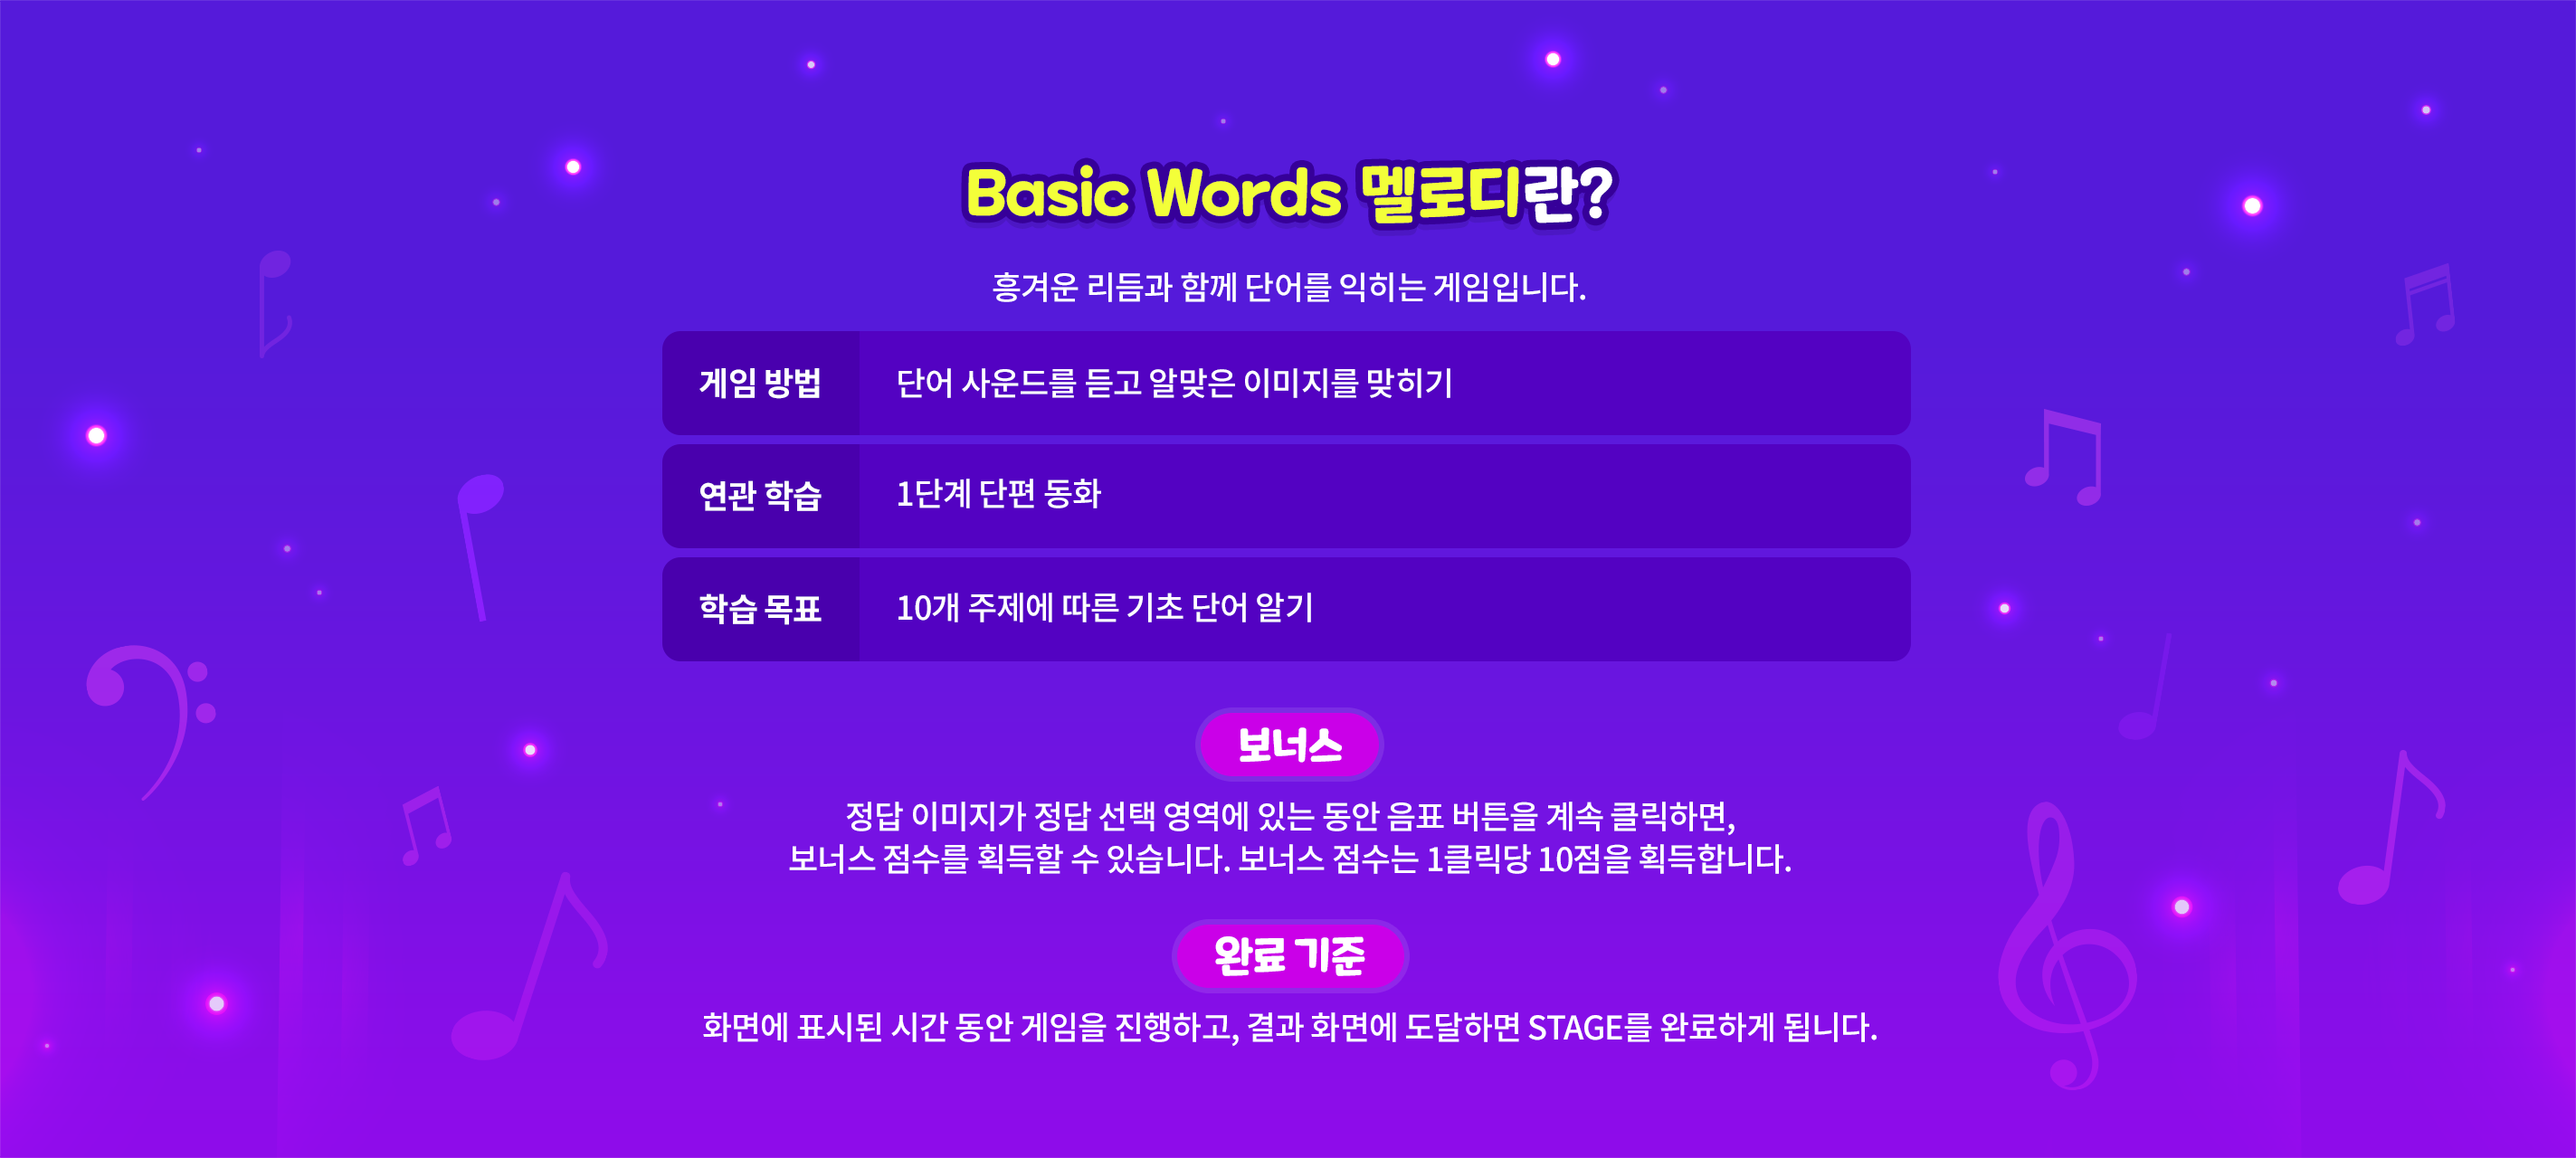 Basic Words 멜로디란?
흥겨운 리듬과 함께 단어를 익히는 게임입니다.
게임 방법
단어 사운드를 듣고 알맞은 이미지를 맞히기
연관 학습
1단계 단편 동화
학습 목표
10개 주제에 따른 기초 단어 알기
보너스
정답 이미지가 정답 선택 영역에 있는 동안 음표 버튼을 계속 클릭하면,
보너스 점수를 획득할 수 있습니다. 보너스 점수는 1클릭당 10점을 획득합니다.
완료 기준
화면에 표시된 시간 동안 게임을 진행하고, 결과 화면에 도달하면 STAGE를 완료하게 됩니다.